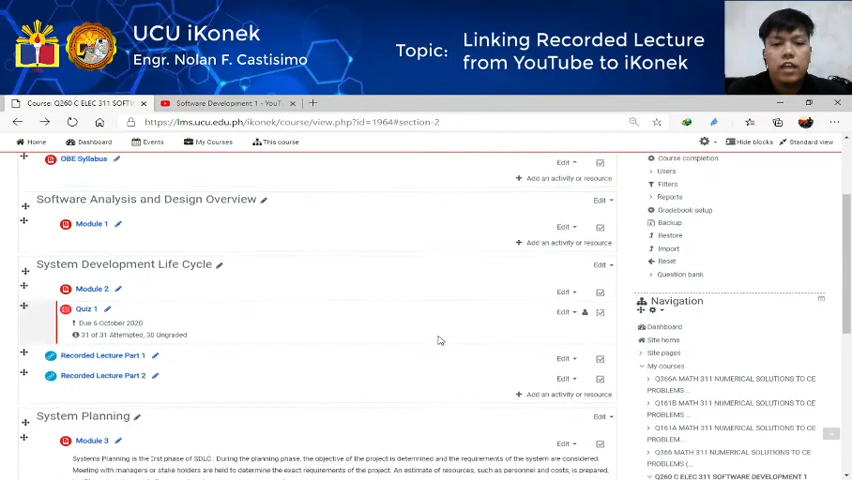 UCU iKonek
Engr. Nolan F. Castisimo
Topic:
Linking Recorded Lecture
from YouTube to iKonek
Course: Q260 C ELEC 311 SOFTW
Software Development 1 - YouT
https://lms.ucu.edu.ph/ikonek/course/view.php?id=1964#section-2
Home
Dashboard
Events
My Courses
This course
Hide blocks
Standard view
OBE Syllabus
Edit
Add an activity or resource
Software Analysis and Design Overview
Edit
Module 1
Edit
Add an activity or resource
System Development Life Cycle
Edit
Module 2
Edit
Quiz 1
Edit
Due 6 October 2020
31 of 31 Attempted, 30 Ungraded
Recorded Lecture Part 1
Edit
Recorded Lecture Part 2
Edit
Add an activity or resource
System Planning
Edit
Module 3
Edit
Systems Planning is the first phase of SDLC. During the planning phase, the objective of the project is determined and the requirements of the system are considered.
Meeting with managers or stake holders are held to determine the exact requirements of the project. An estimate of resources, such as personnel and costs, is prepared,
Course completion
Users
Filters
Reports
Gradebook setup
Backup
Restore
Import
Reset
Question bank
Navigation
Dashboard
Site home
Site pages
My courses
Q366A MATH 311 NUMERICAL SOLUTIONS TO CE
PROBLEMS ...
Q161B MATH 311 NUMERICAL SOLUTIONS TO CE
PROBLEMS ...
Q161A MATH 311 NUMERICAL SOLUTIONS TO CE
PROBLEM...
Q366 MATH 311 NUMERICAL SOLUTIONS TO CE
PROBLEMS (...
Q260 C ELEC 311 SOFTWARE DEVELOPMENT 1